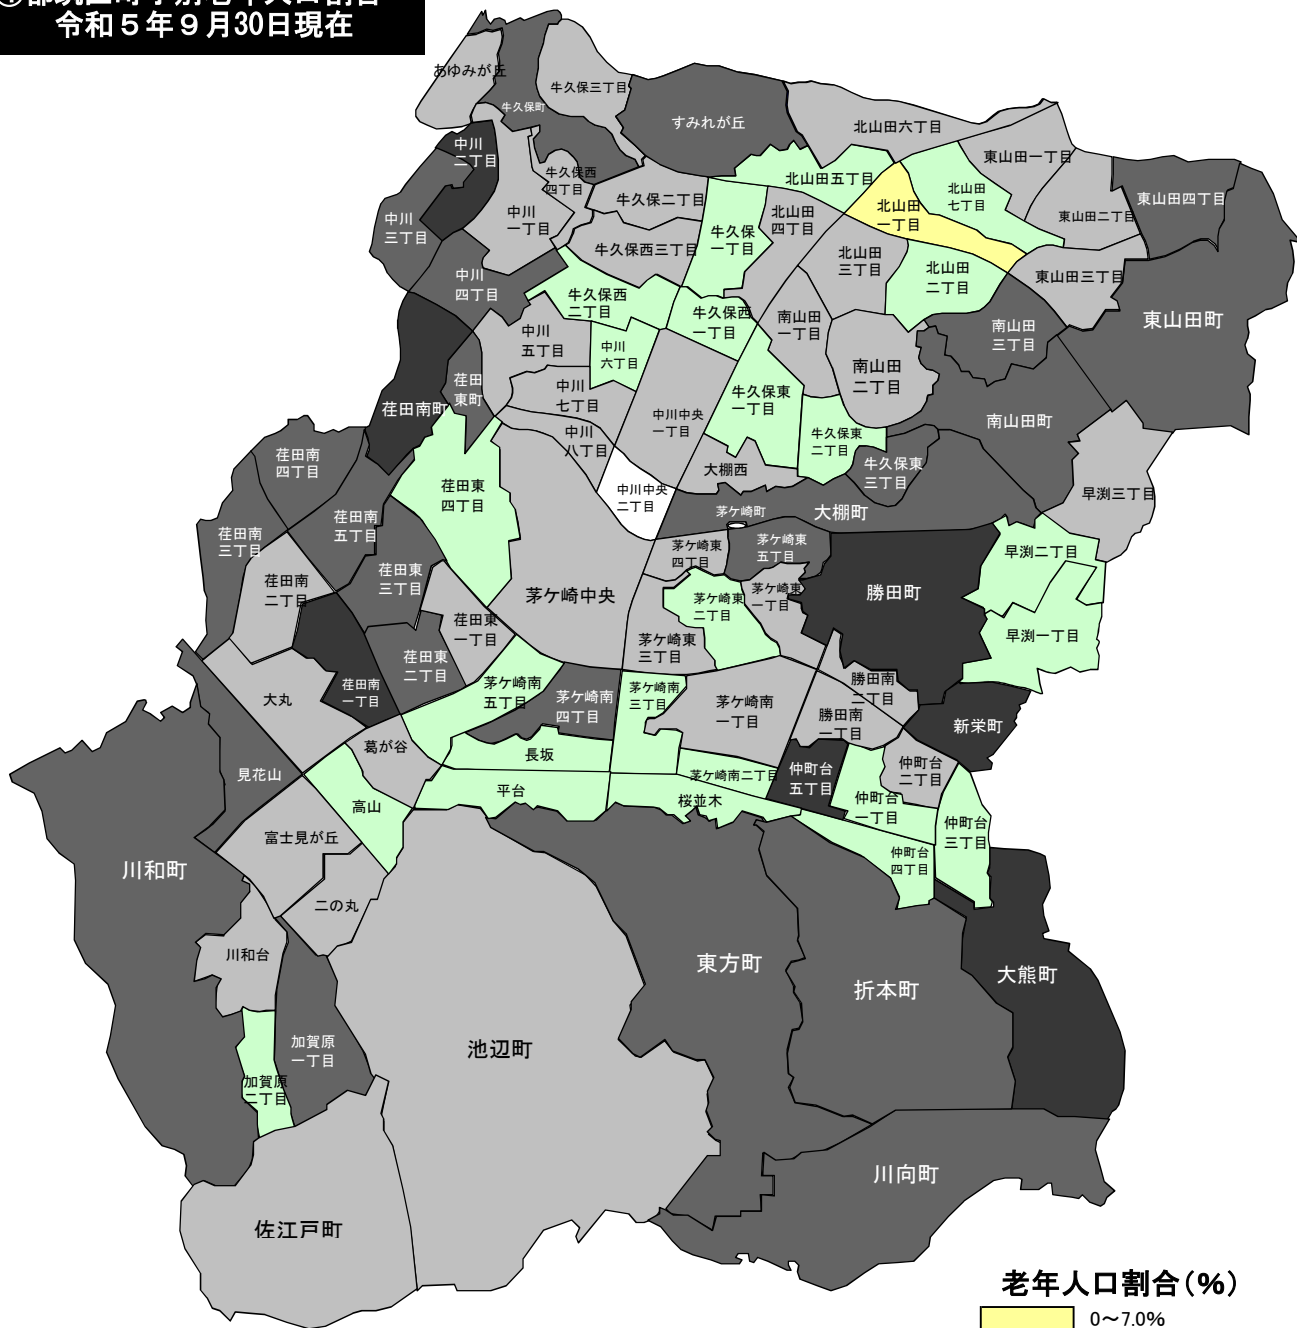 ④都筑区町丁別老年人口割合
令和５年９月30日現在
あゆみが丘
牛久保三丁目
牛久保町
すみれが丘
北山田六丁目
中川
二丁目
東山田一丁目
牛久保西
四丁目
北山田五丁目
北山田
七丁目
東山田四丁目
牛久保二丁目
中川
一丁目
北山田
四丁目
北山田
一丁目
東山田二丁目
中川
三丁目
牛久保
一丁目
牛久保西三丁目
北山田
三丁目
北山田
二丁目
東山田三丁目
中川
四丁目
牛久保西
二丁目
牛久保西
一丁目
南山田
一丁目
南山田
三丁目
東山田町
中川
五丁目
中川
六丁目
南山田
二丁目
荏田
東町
中川
七丁目
牛久保東
一丁目
荏田南町
中川中央
一丁目
南山田町
中川
八丁目
牛久保東
二丁目
荏田南
四丁目
大棚西
牛久保東
三丁目
荏田東
四丁目
中川中央
二丁目
早渕三丁目
茅ケ崎町
大棚町
荏田南
五丁目
荏田南
三丁目
茅ケ崎東
四丁目
茅ケ崎東
五丁目
早渕二丁目
荏田東
三丁目
荏田南
二丁目
茅ケ崎中央
茅ケ崎東
一丁目
勝田町
茅ケ崎東
二丁目
荏田東
一丁目
茅ケ崎東
三丁目
早渕一丁目
荏田東
二丁目
荏田南
一丁目
大丸
茅ケ崎南
五丁目
茅ケ崎南
四丁目
茅ケ崎南
三丁目
茅ケ崎南
一丁目
勝田南
二丁目
勝田南
一丁目
新栄町
葛が谷
長坂
見花山
茅ケ崎南二丁目
仲町台
五丁目
仲町台
二丁目
高山
平台
桜並木
仲町台
一丁目
仲町台
三丁目
富士見が丘
仲町台
四丁目
川和町
二の丸
川和台
東方町
折本町
大熊町
加賀原
一丁目
池辺町
加賀原
二丁目
川向町
佐江戸町
老年人口割合(%)
0～7.0%